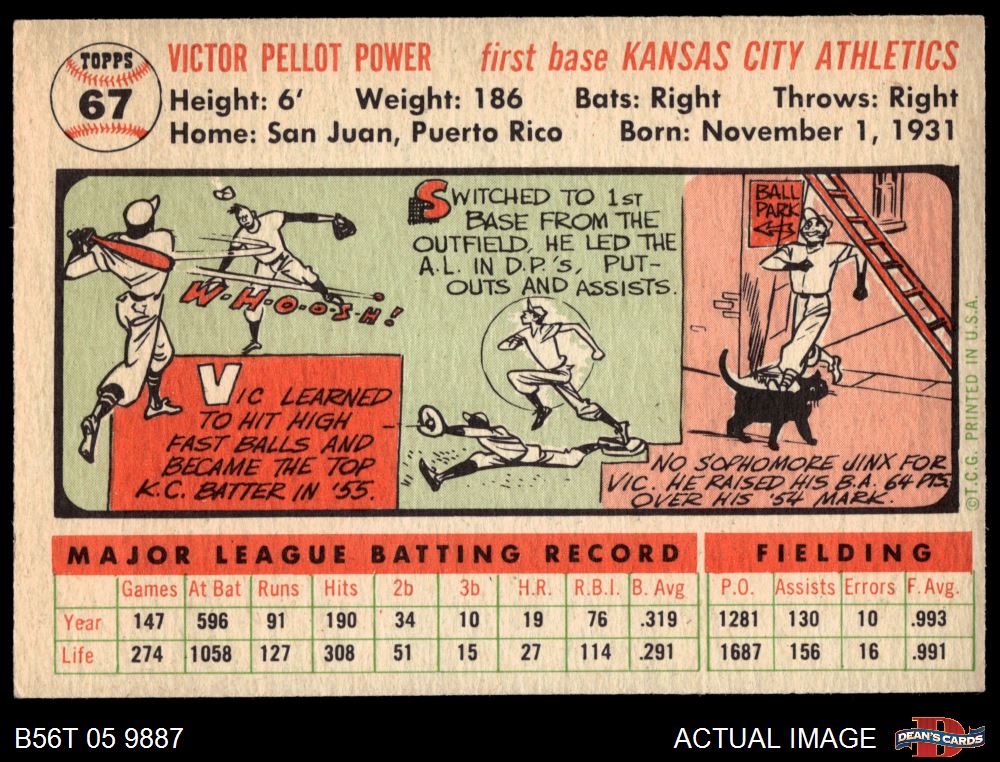 TOPPS
67
VICTOR PELLOT POWER first base KANSAS CITY ATHLETICS
Height: 6' Weight: 186 Bats: Right Throws: Right
Home: San Juan, Puerto Rico Born: November 1, 1931
W-H-O-O-S-H!
VIC LEARNED
TO HIT HIGH
FAST BALLS AND
BECAME THE TOP
K.C. BATTER IN '55.
SWITCHED TO 1ST
BASE FROM THE
OUTFIELD, HE LED THE
A.L. IN D.P.'S, PUT-
OUTS AND ASSISTS.
BALL
PARK
NO SOPHOMORE JINX FOR
VIC. HE RAISED HIS B.A. 64 PTS.
OVER HIS '54 MARK.
©T.C.G. PRINTED IN U.S.A.
MAJOR LEAGUE BATTING RECORD FIELDING
Games At Bat Runs Hits 2b 3b H.R. R.B.I. B. Avg P.O. Assists Errors F. Avg.
Year 147 596 91 190 34 10 19 76 .319 1281 130 10 .993
Life 274 1058 127 308 51 15 27 114 .291 1687 156 16 .991
B56T 05 9887 ACTUAL IMAGE DEAN'S CARDS